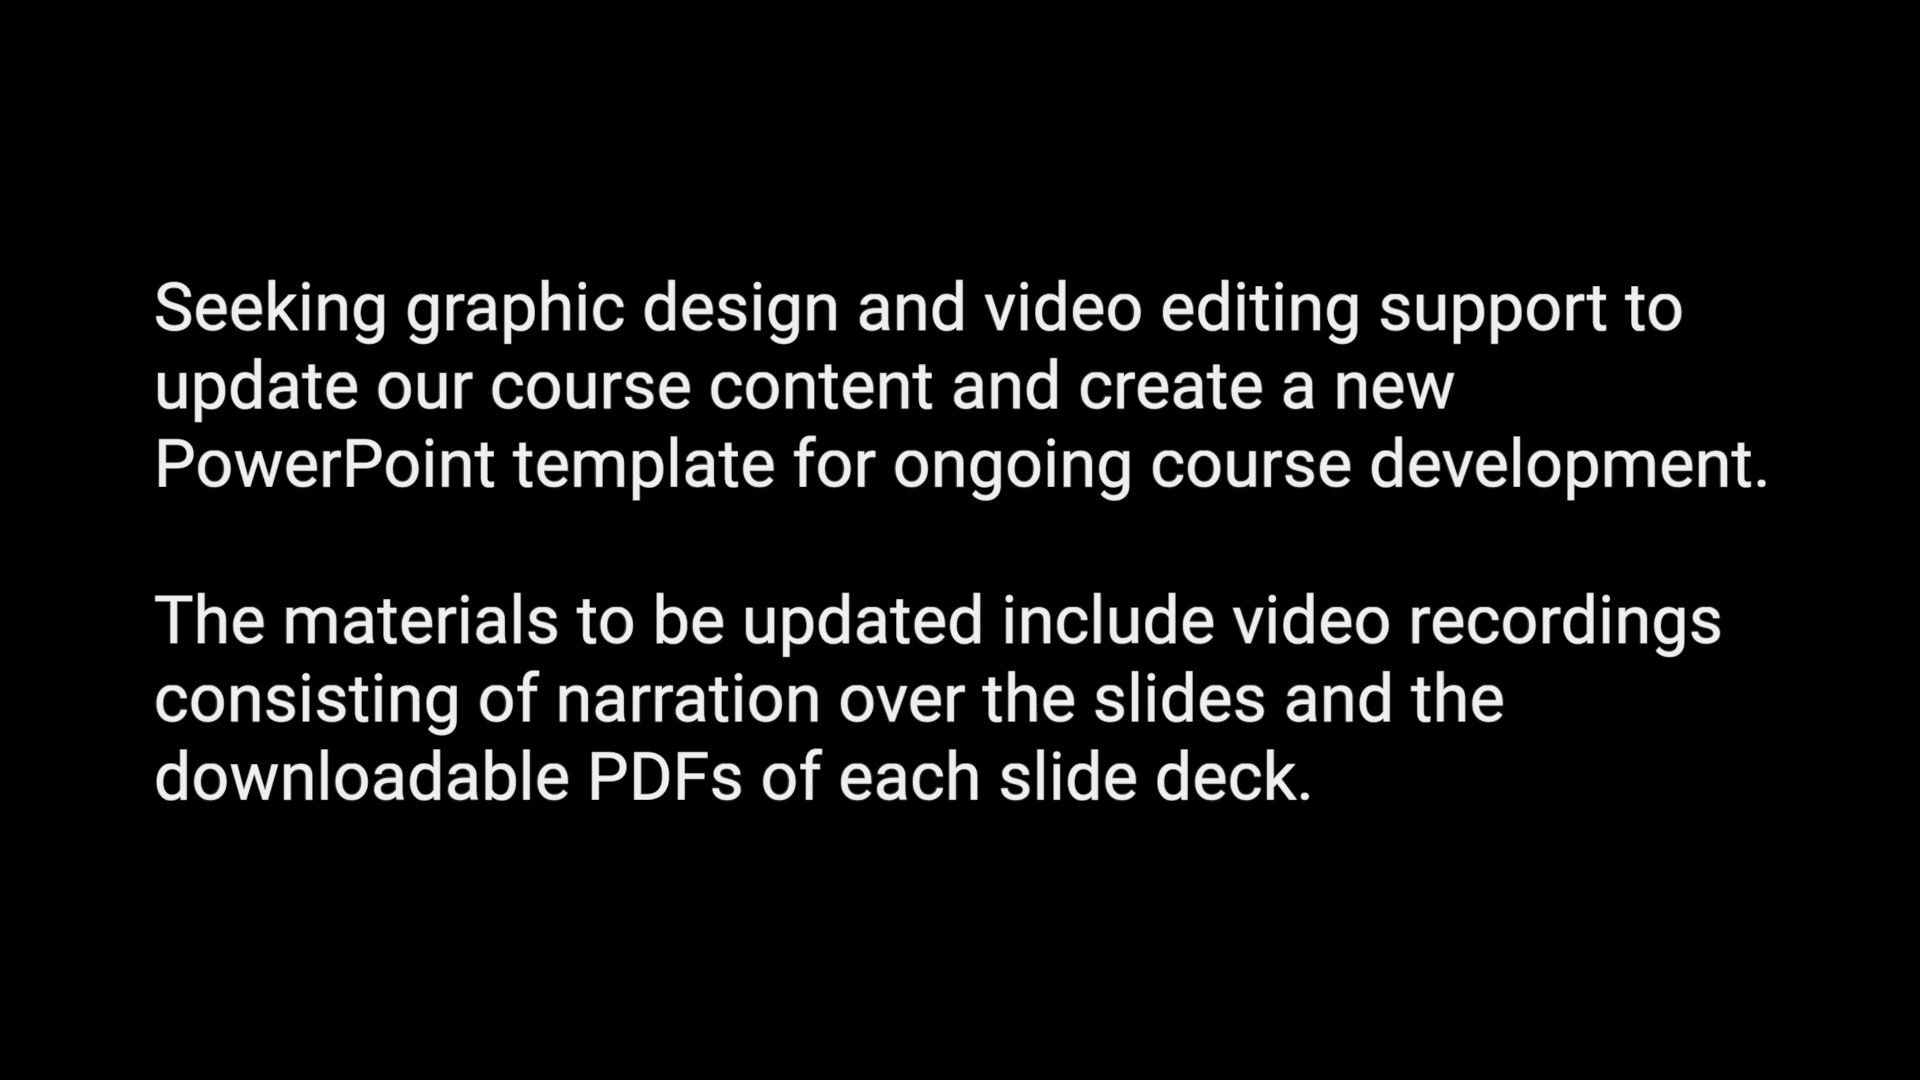 Seeking graphic design and video editing support to
update our course content and create a new
PowerPoint template for ongoing course development.
The materials to be updated include video recordings
consisting of narration over the slides and the
downloadable PDFs of each slide deck.